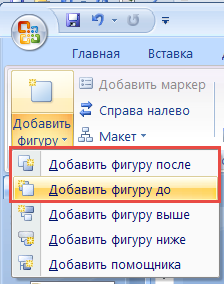 Главная
Вставка
Добавить маркер
Справа налево
Добавить фигуру
Макет
Добавить фигуру после
Добавить фигуру до
Добавить фигуру выше
Добавить фигуру ниже
Добавить помощника